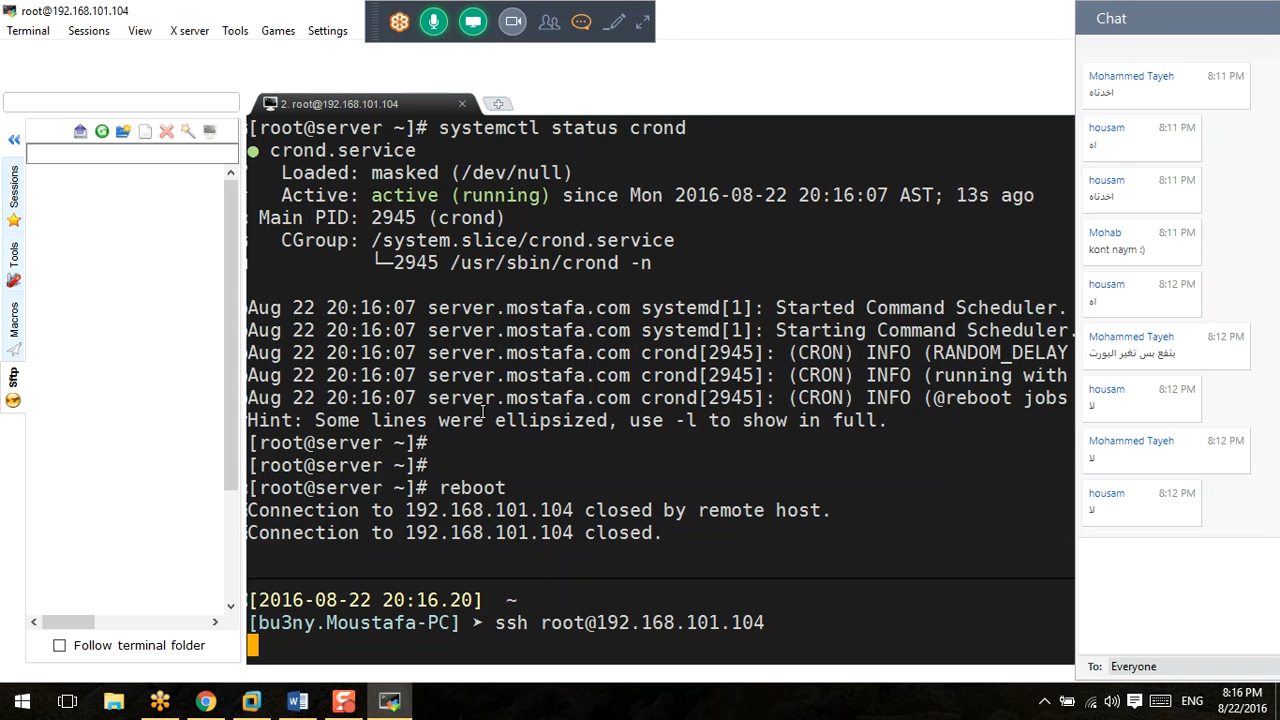 root@192.168.101.104
Terminal Sessions View X server Tools Games Settings
2. root@192.168.101.104
Sessions
Tools
Macros
Sftp
[root@server ~]# systemctl status crond
● crond.service
Loaded: masked (/dev/null)
Active: active (running) since Mon 2016-08-22 20:16:07 AST; 13s ago
Main PID: 2945 (crond)
CGroup: /system.slice/crond.service
└─2945 /usr/sbin/crond -n
Aug 22 20:16:07 server.mostafa.com systemd[1]: Started Command Scheduler.
Aug 22 20:16:07 server.mostafa.com systemd[1]: Starting Command Scheduler.
Aug 22 20:16:07 server.mostafa.com crond[2945]: (CRON) INFO (RANDOM_DELAY
Aug 22 20:16:07 server.mostafa.com crond[2945]: (CRON) INFO (running with
Aug 22 20:16:07 server.mostafa.com crond[2945]: (CRON) INFO (@reboot jobs
Hint: Some lines were ellipsized, use -l to show in full.
[root@server ~]#
[root@server ~]#
[root@server ~]# reboot
Connection to 192.168.101.104 closed by remote host.
Connection to 192.168.101.104 closed.
[2016-08-22 20:16.20] ~
[bu3ny.Moustafa-PC] ➤ ssh root@192.168.101.104
Follow terminal folder
Chat
Mohammed Tayeh 8:11 PM
اخدناه
housam 8:11 PM
اه
housam 8:11 PM
اخدناه
Mohab 8:11 PM
kont naym :)
housam 8:12 PM
اه
Mohammed Tayeh 8:12 PM
بنفع بس تغير البورت
housam 8:12 PM
لا
Mohammed Tayeh 8:12 PM
لا
housam 8:12 PM
لا
To: Everyone
ENG
8:16 PM
8/22/2016